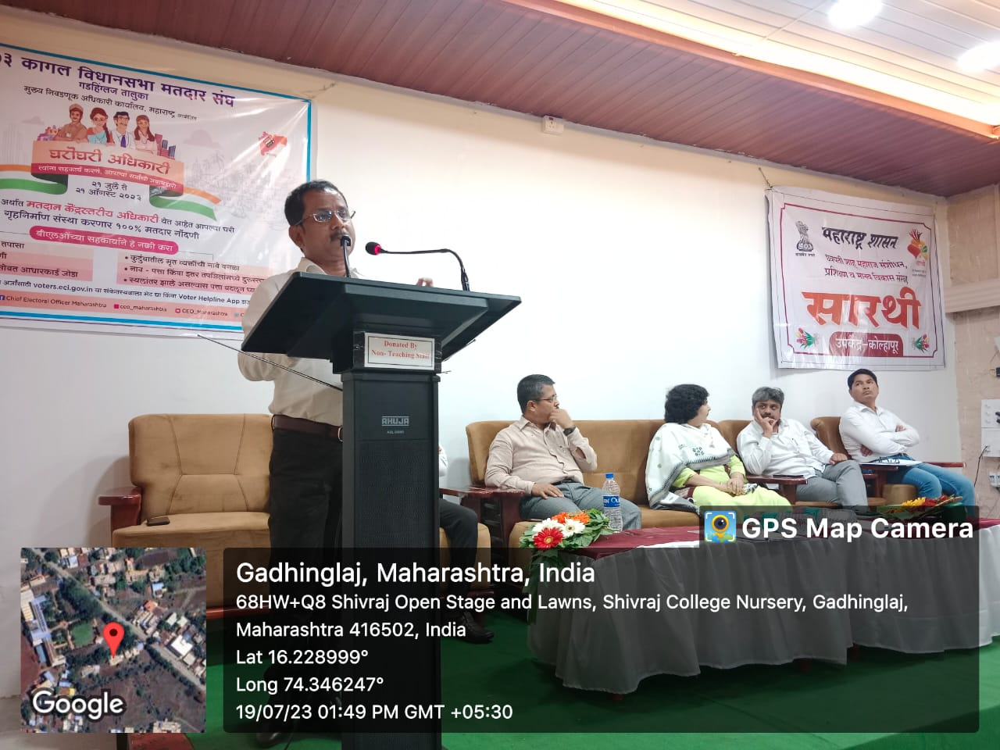 ७३ कागल विधानसभा मतदार संघ
गडहिंग्लज तालुका
मुख्य निवडणूक अधिकारी कार्यालय, महाराष्ट्र आयोजित
घरोघरी अधिकारी
त्यांना सहकार्य करणे, आपल्या सर्वांची जबाबदारी
२१ जुलै ते
२१ ऑगस्ट २०२३
अर्थात मतदान केंद्रस्तरीय अधिकारी येत आहेत आपल्या घरी
गृहनिर्माण संस्था करणार १००% मतदार नोंदणी
बीएलओंच्या सहकार्याने हे नक्की करा
तपासा
णी
सोबत आधारकार्ड जोडा
• कुटुंबातील मृत व्यक्तींची नावे वगळा
• नाव - पत्ता किंवा इतर तपशिलांमध्ये दुरुस्त
• स्थलांतर झाले असल्यास पत्ता बदलून घ्या
अर्जांसाठी voters.eci.gov.in या संकेतस्थळाला भेट द्या किंवा Voter Helpline App डा
Chief Electoral Officer Maharashtra ceo_maharashtra CEO_Maharashtra
महाराष्ट्र शासन
छत्रपती शाहू महाराज संशोधन,
प्रशिक्षण व मानव विकास संस्था
सारथी
उपकेंद्र-कोल्हापूर
Donated By
Non- Teaching Staff
AHUJA
GPS Map Camera
Gadhinglaj, Maharashtra, India
68HW+Q8 Shivraj Open Stage and Lawns, Shivraj College Nursery, Gadhinglaj,
Maharashtra 416502, India
Lat 16.228999°
Long 74.346247°
19/07/23 01:49 PM GMT +05:30
Google